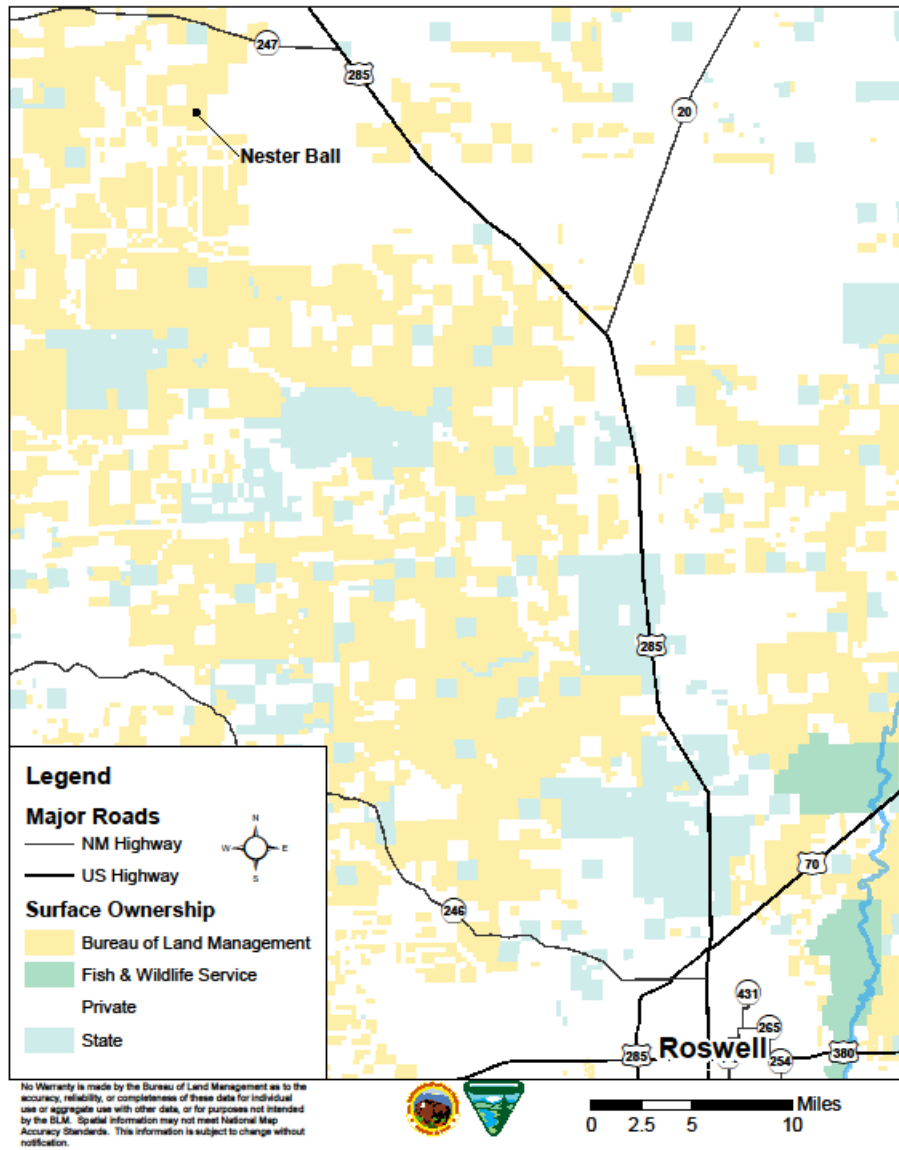 247
285
20
Nester Ball
285
Legend
Major Roads
NM Highway
US Highway
N
W
E
S
Surface Ownership
Bureau of Land Management
Fish & Wildlife Service
Private
State
70
246
431
265
Roswell
285
254
380
No Warranty is made by the Bureau of Land Management as to the
accuracy, reliability, or completeness of these data for individual
use or aggregate use with other data, or for purposes not intended
by the BLM. Spatial information may not meet National Map
Accuracy Standards. This information is subject to change without
notification.
Miles
0 2.5 5 10